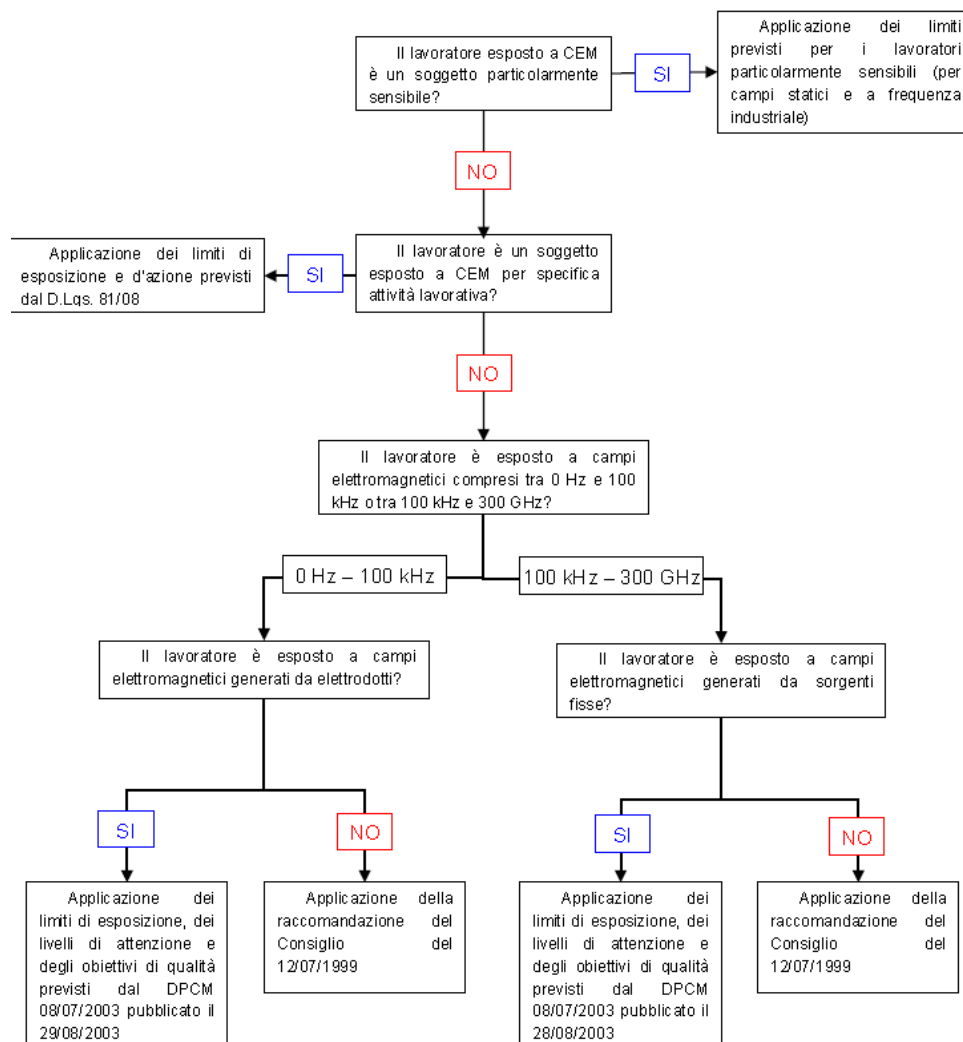 Il lavoratore esposto a CEM
è un soggetto particolarmente
sensibile?
SI
Applicazione dei limiti
previsti per i lavoratori
particolarmente sensibili (per
campi statici e a frequenza
industriale)
NO
Il lavoratore è un soggetto
esposto a CEM per specifica
attività lavorativa?
SI
Applicazione dei limiti di
esposizione e d'azione previsti
dal D.Lgs. 81/08
NO
Il lavoratore è esposto a campi
elettromagnetici compresi tra 0 Hz e 100
kHz o tra 100 kHz e 300 GHz?
0 Hz – 100 kHz
100 kHz – 300 GHz
Il lavoratore è esposto a campi
elettromagnetici generati da elettrodotti?
Il lavoratore è esposto a campi
elettromagnetici generati da sorgenti
fisse?
SI
NO
SI
NO
Applicazione dei
limiti di esposizione, dei
livelli di attenzione e
degli obiettivi di qualità
previsti dal DPCM
08/07/2003 pubblicato il
29/08/2003
Applicazione della
raccomandazione del
Consiglio del
12/07/1999
Applicazione dei
limiti di esposizione, dei
livelli di attenzione e
degli obiettivi di qualità
previsti dal DPCM
08/07/2003 pubblicato il
28/08/2003
Applicazione della
raccomandazione del
Consiglio del
12/07/1999